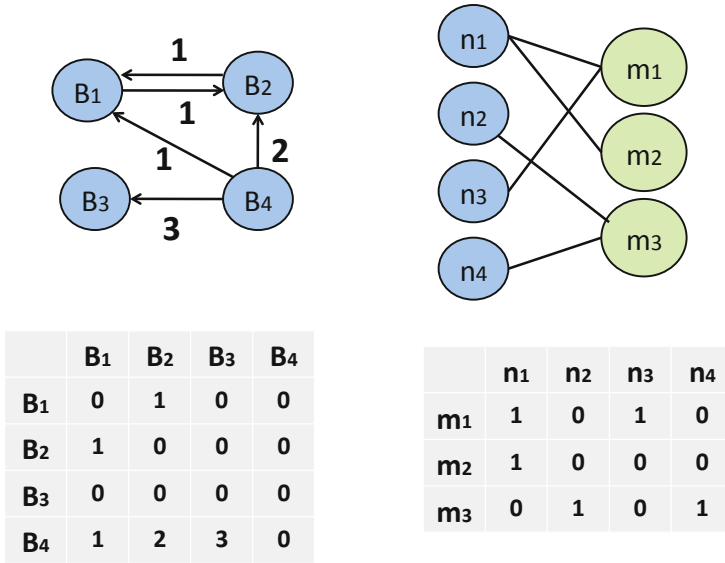 1
B1
B2
1
1
2
B3
B4
3
n1
m1
n2
m2
n3
m3
n4
B1 B2 B3 B4
B1 0 1 0 0
B2 1 0 0 0
B3 0 0 0 0
B4 1 2 3 0
n1 n2 n3 n4
m1 1 0 1 0
m2 1 0 0 0
m3 0 1 0 1